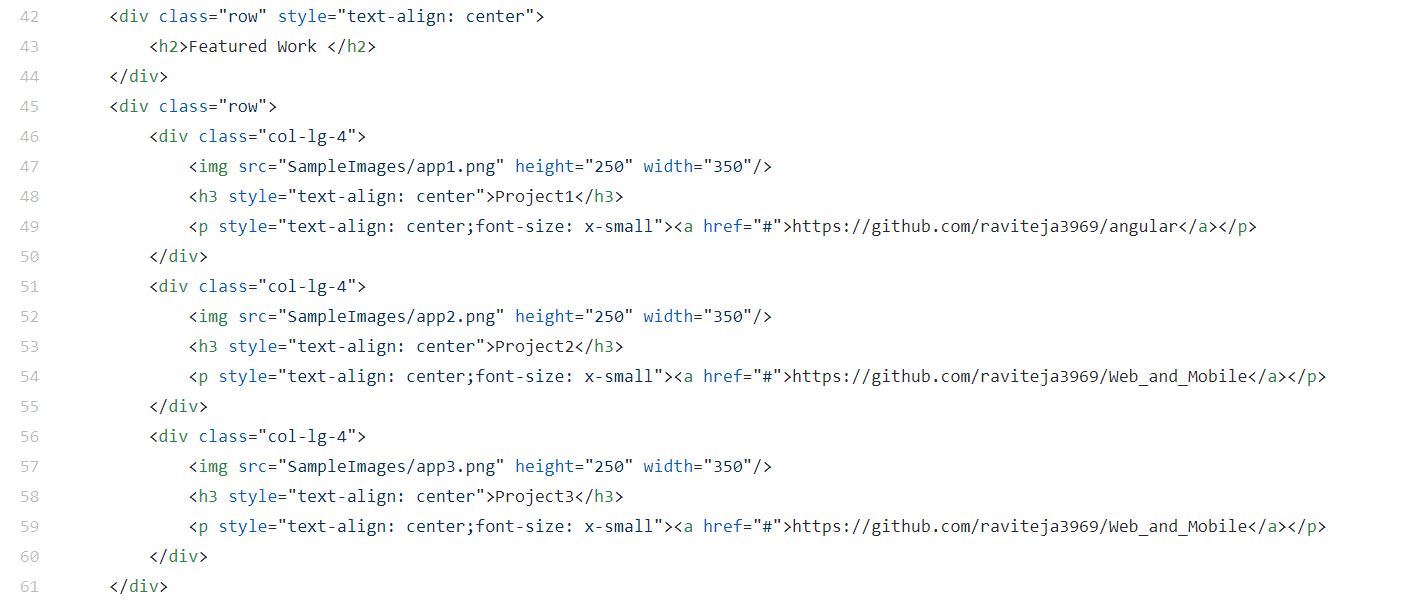 42 <div class="row" style="text-align: center">
43 <h2>Featured Work </h2>
44 </div>
45 <div class="row">
46 <div class="col-lg-4">
47 <img src="SampleImages/app1.png" height="250" width="350"/>
48 <h3 style="text-align: center">Project1</h3>
49 <p style="text-align: center;font-size: x-small"><a href="#">https://github.com/raviteja3969/angular</a></p>
50 </div>
51 <div class="col-lg-4">
52 <img src="SampleImages/app2.png" height="250" width="350"/>
53 <h3 style="text-align: center">Project2</h3>
54 <p style="text-align: center;font-size: x-small"><a href="#">https://github.com/raviteja3969/Web_and_Mobile</a></p>
55 </div>
56 <div class="col-lg-4">
57 <img src="SampleImages/app3.png" height="250" width="350"/>
58 <h3 style="text-align: center">Project3</h3>
59 <p style="text-align: center;font-size: x-small"><a href="#">https://github.com/raviteja3969/Web_and_Mobile</a></p>
60 </div>
61 </div>